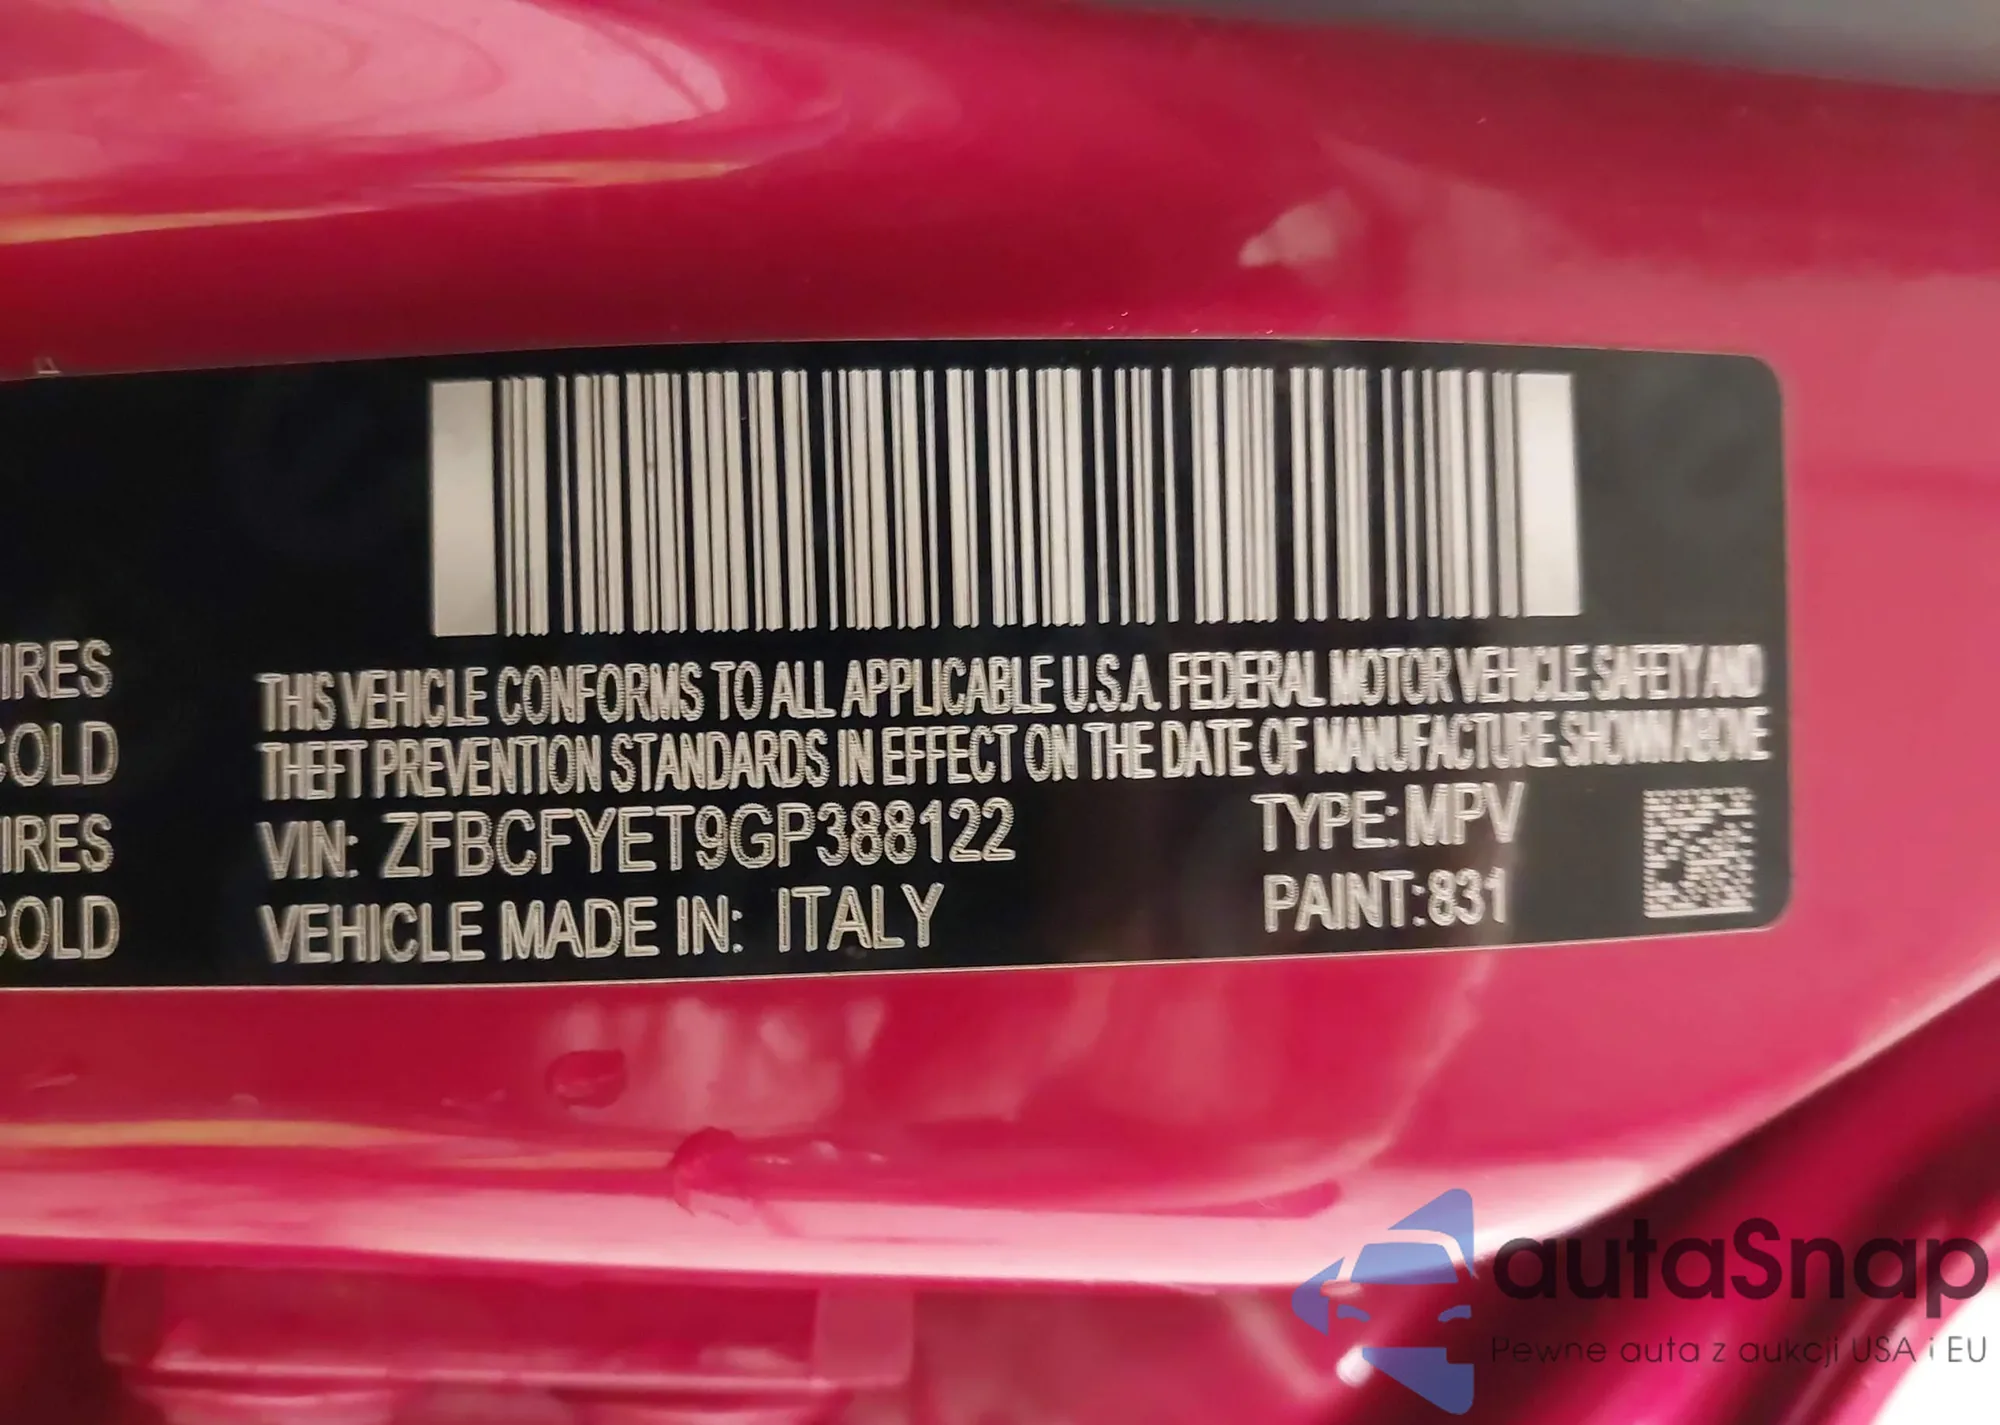 IRES
COLD
IRES
COLD
THIS VEHICLE CONFORMS TO ALL APPLICABLE U.S.A. FEDERAL MOTOR VEHICLE SAFETY AND
THEFT PREVENTION STANDARDS IN EFFECT ON THE DATE OF MANUFACTURE SHOWN ABOVE
VIN: ZFBCFYET9GP388122
TYPE: MPV
VEHICLE MADE IN: ITALY
PAINT: 831
autaSnap
Pewne auta z aukcji USA i EU